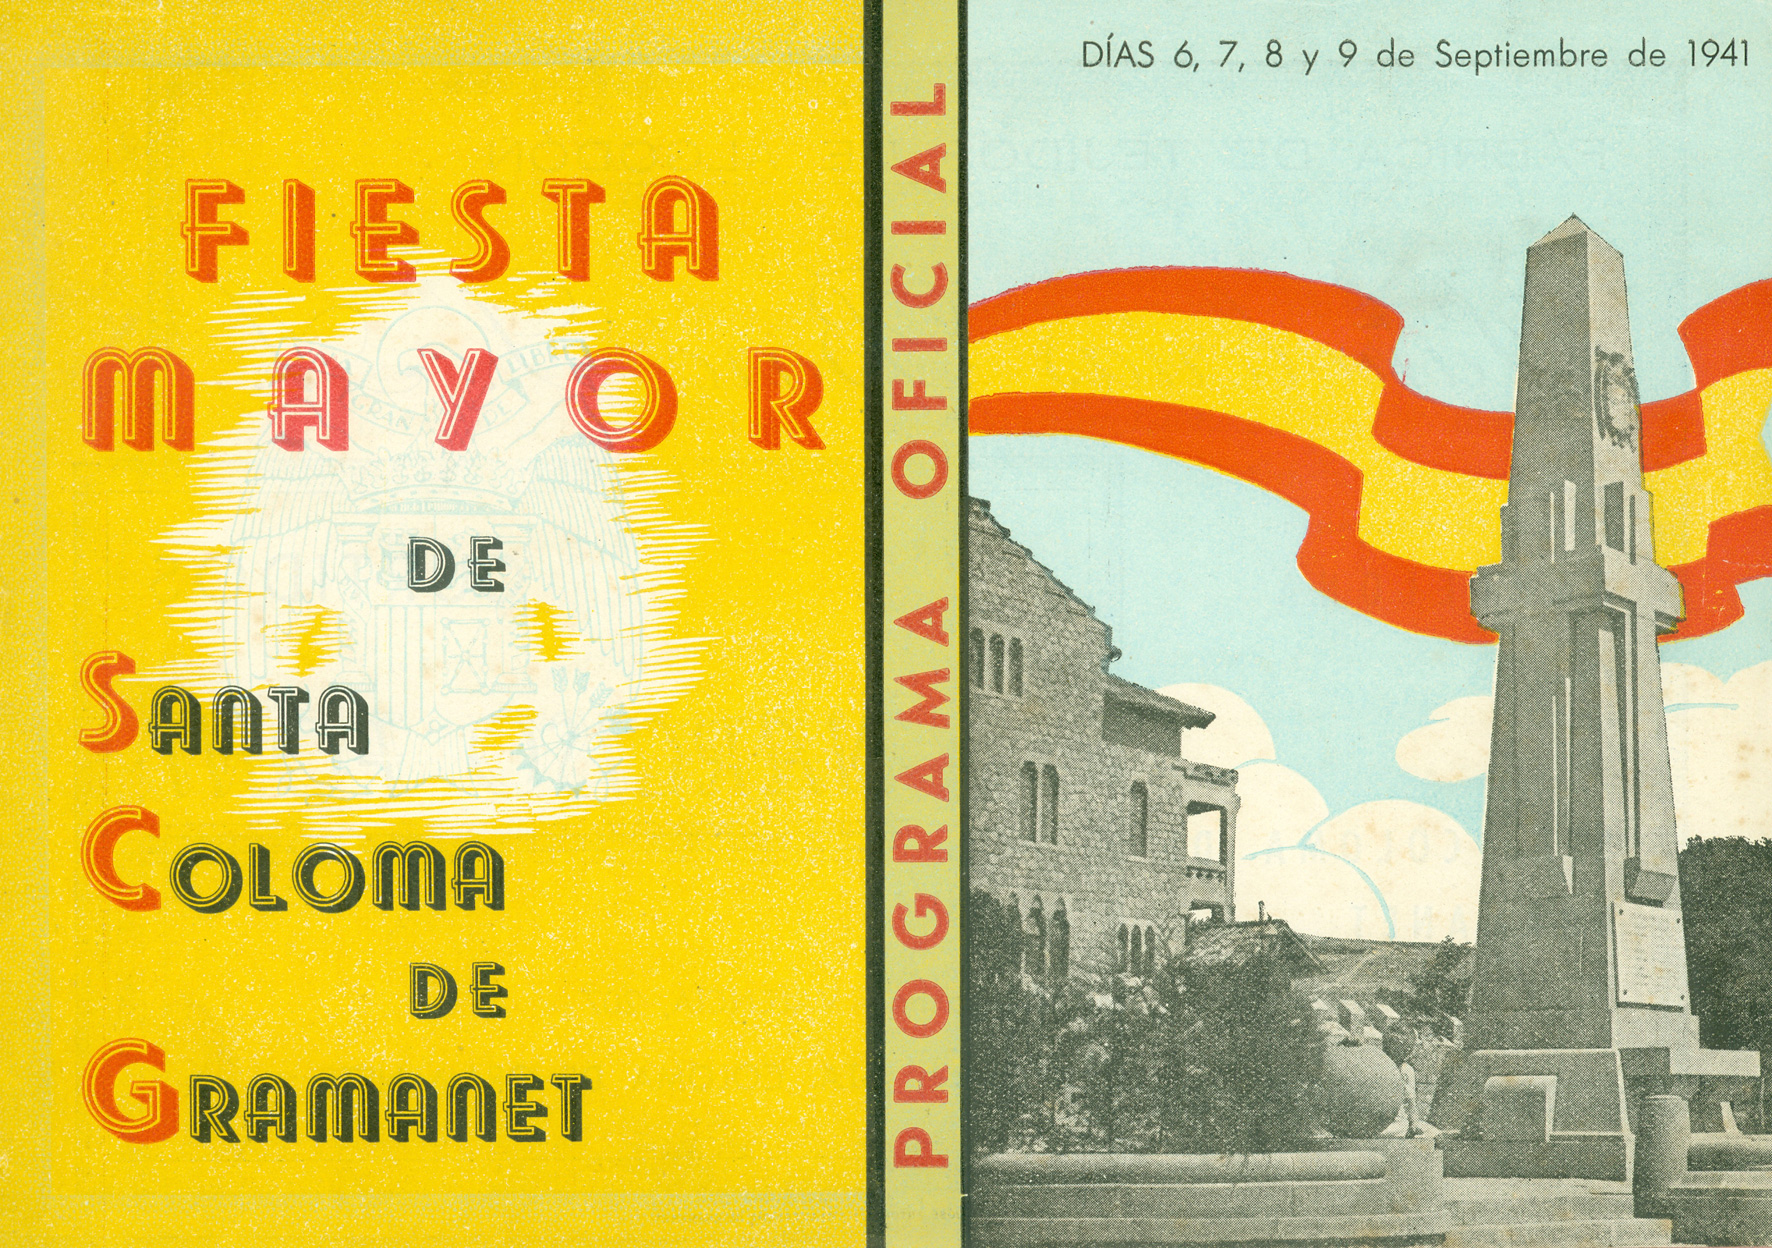 FIESTA
MAYOR
DE
SANTA
COLOMA
DE
GRAMANET
PROGRAMA OFICIAL
DÍAS 6, 7, 8 y 9 de Septiembre de 1941